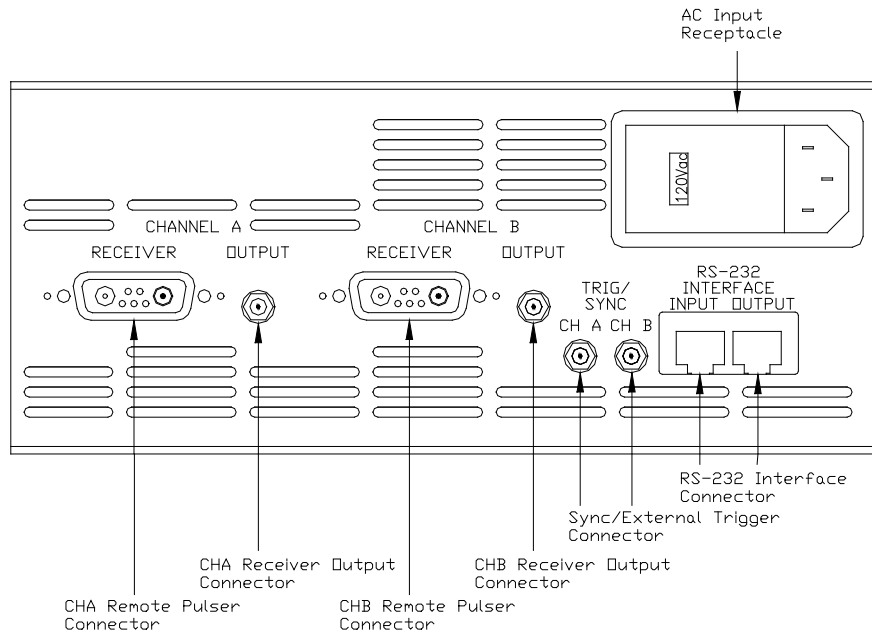 AC Input
Receptacle
120Vac
CHANNEL A
CHANNEL B
RECEIVER
OUTPUT
RECEIVER
OUTPUT
TRIG/
SYNC
CH A
CH B
RS-232
INTERFACE
INPUT
OUTPUT
RS-232 Interface
Connector
Sync/External Trigger
Connector
CHA Receiver Output
Connector
CHB Receiver Output
Connector
CHA Remote Pulser
Connector
CHB Remote Pulser
Connector